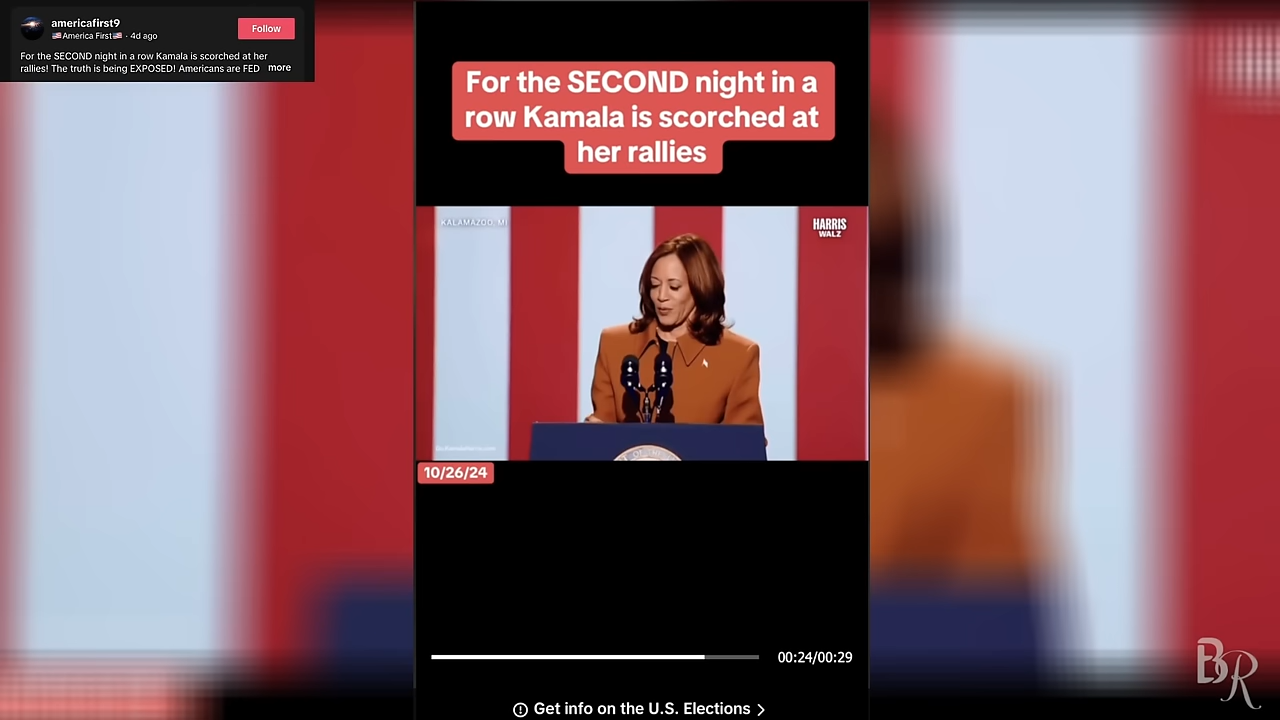 americafirst9
🇺🇸America First🇺🇸 · 4d ago
Follow
For the SECOND night in a row Kamala is scorched at her
rallies! The truth is being EXPOSED! Americans are FED more
For the SECOND night in a
row Kamala is scorched at
her rallies
KALAMAZOO, MI
HARRIS
WALZ
10/26/24
00:24/00:29
Get info on the U.S. Elections >
BR